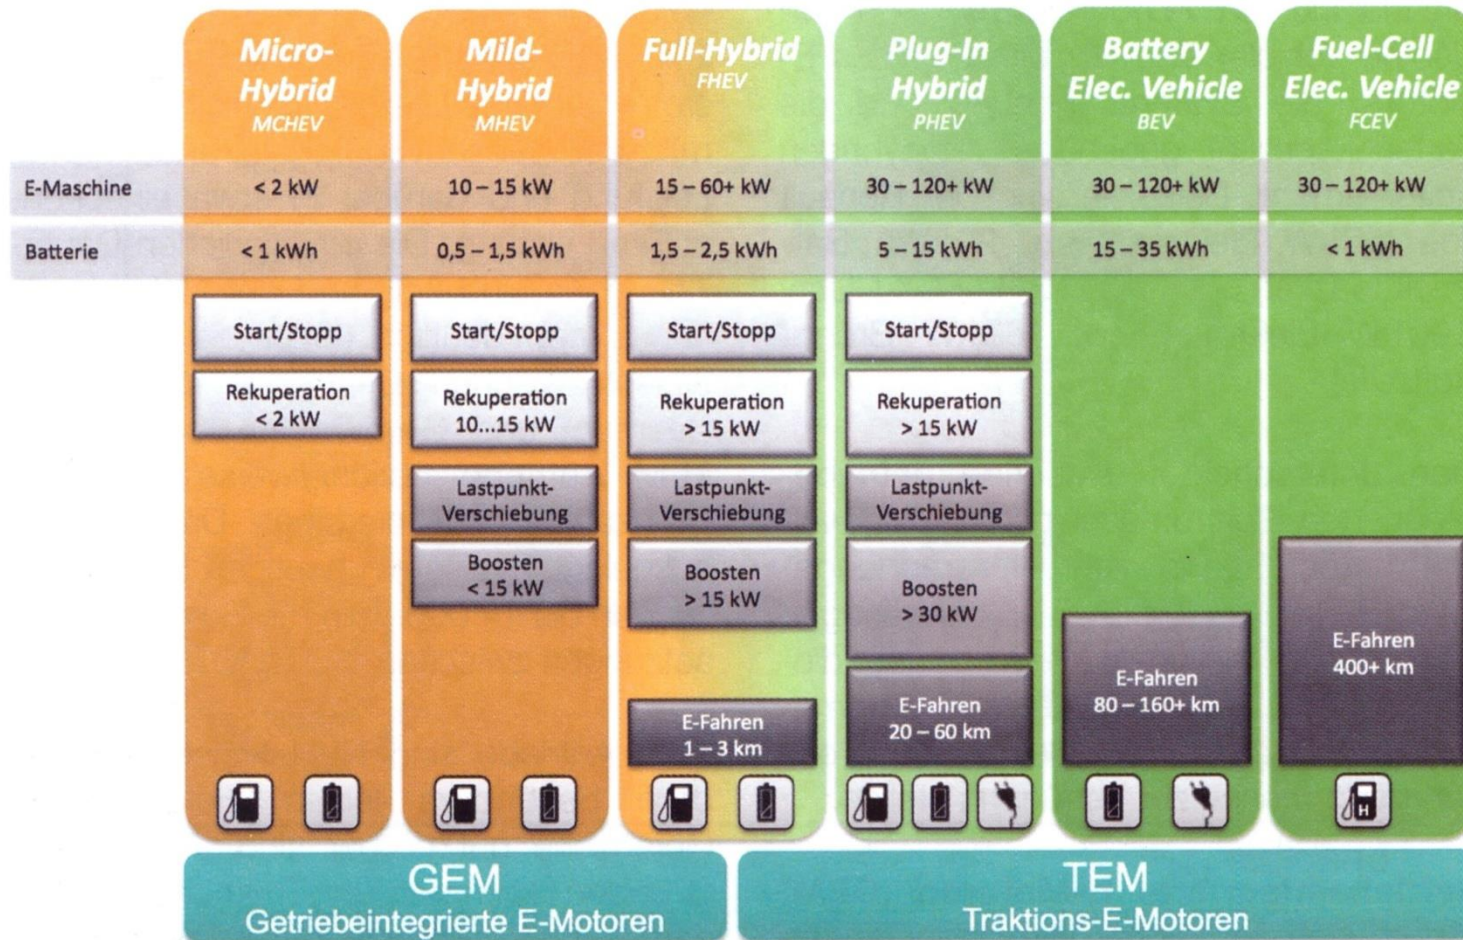 Micro-
Hybrid
MCHEV
Mild-
Hybrid
MHEV
Full-Hybrid
FHEV
Plug-In
Hybrid
PHEV
Battery
Elec. Vehicle
BEV
Fuel-Cell
Elec. Vehicle
FCEV
E-Maschine
< 2 kW
10 – 15 kW
15 – 60+ kW
30 – 120+ kW
30 – 120+ kW
30 – 120+ kW
Batterie
< 1 kWh
0,5 – 1,5 kWh
1,5 – 2,5 kWh
5 – 15 kWh
15 – 35 kWh
< 1 kWh
Start/Stopp
Rekuperation
< 2 kW
Start/Stopp
Rekuperation
10...15 kW
Lastpunkt-
Verschiebung
Boosten
< 15 kW
Start/Stopp
Rekuperation
> 15 kW
Lastpunkt-
Verschiebung
Boosten
> 15 kW
E-Fahren
1 – 3 km
Start/Stopp
Rekuperation
> 15 kW
Lastpunkt-
Verschiebung
Boosten
> 30 kW
E-Fahren
20 – 60 km
E-Fahren
80 – 160+ km
E-Fahren
400+ km
H
GEM
Getriebeintegrierte E-Motoren
TEM
Traktions-E-Motoren